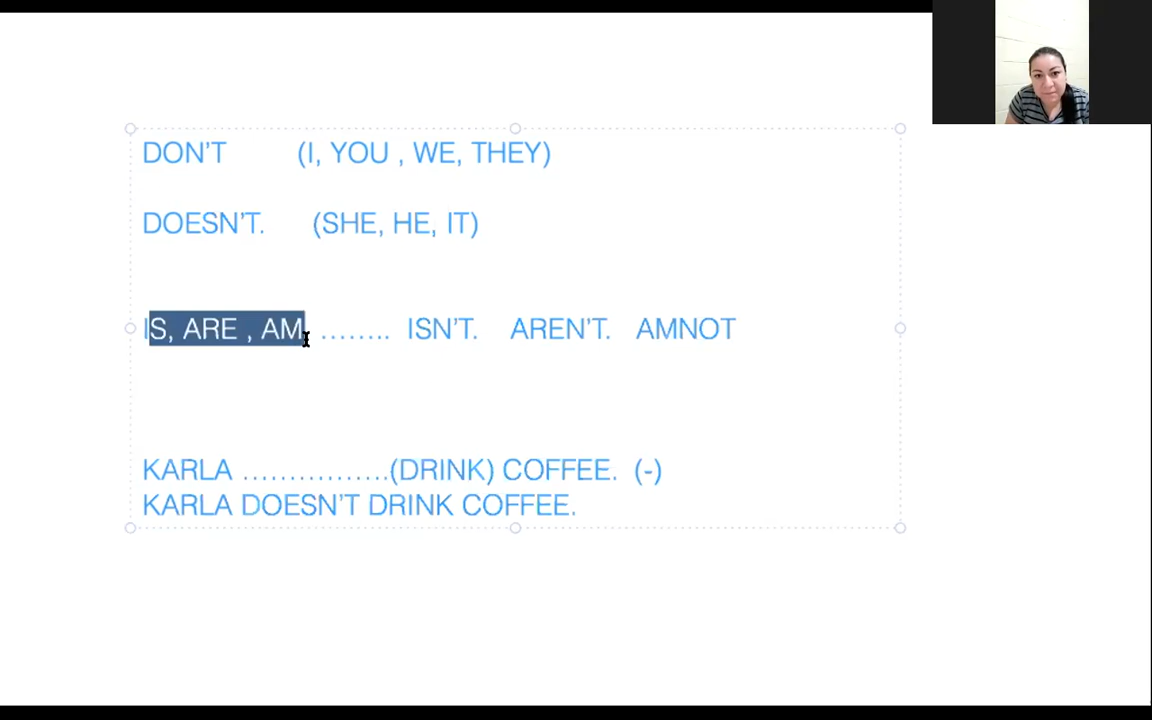 DON'T (I, YOU , WE, THEY)
DOESN'T. (SHE, HE, IT)
IS, ARE , AM, ........ ISN'T. AREN'T. AMNOT
KARLA ................(DRINK) COFFEE. (-)
KARLA DOESN'T DRINK COFFEE.